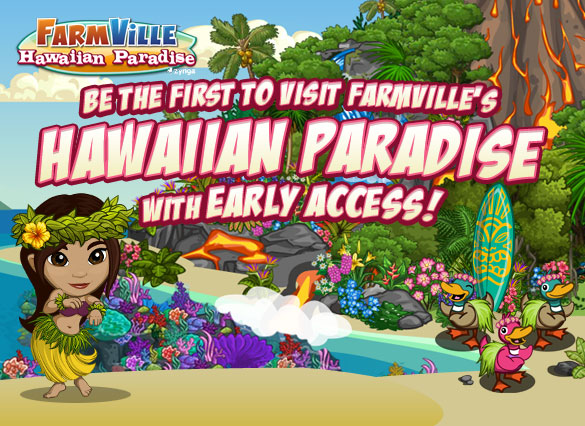 FARMVILLE
Hawaiian Paradise
zynga
BE THE FIRST TO VISIT FARMVILLE'S
HAWAIIAN PARADISE
WITH EARLY ACCESS!